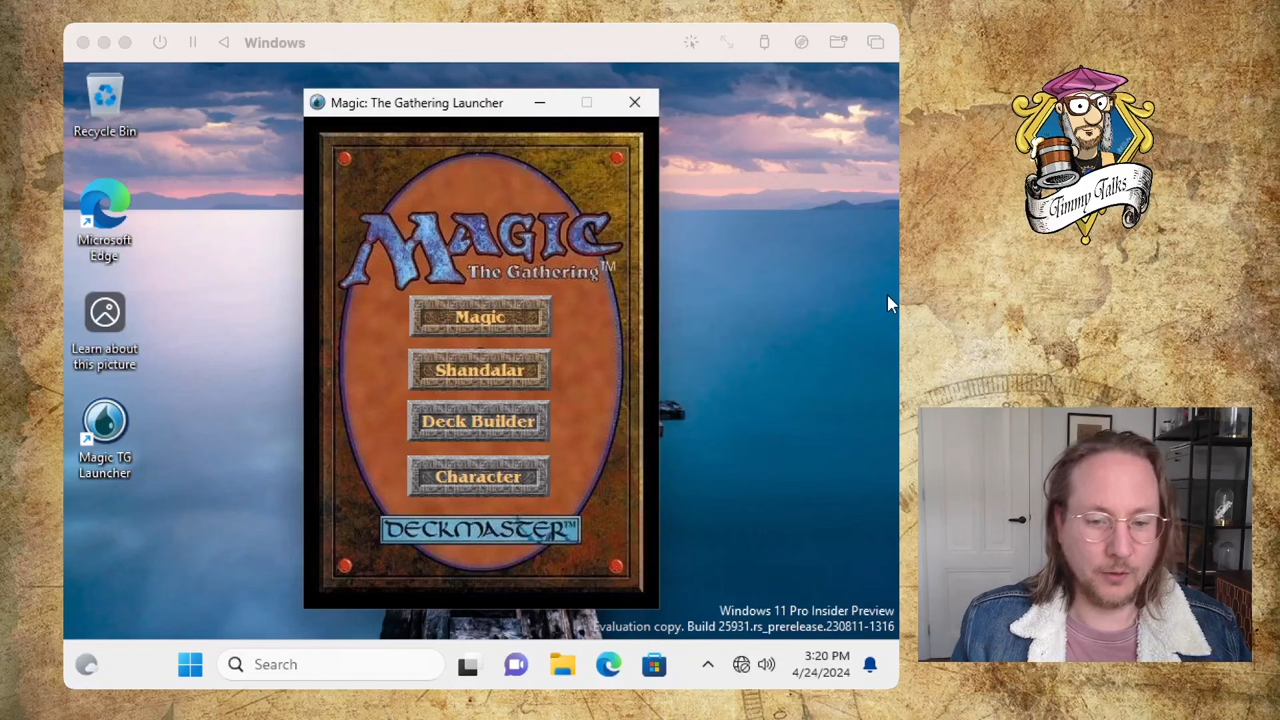 Windows
Recycle Bin
Microsoft
Edge
Learn about
this picture
Magic TG
Launcher
Magic: The Gathering Launcher
MAGIC
The Gathering™
Magic
Shandalar
Deck Builder
Character
DECKMASTER™
Windows 11 Pro Insider Preview
Evaluation copy. Build 25931.rs_prerelease.230811-1316
Search
3:20 PM
4/24/2024
Timmy Talks